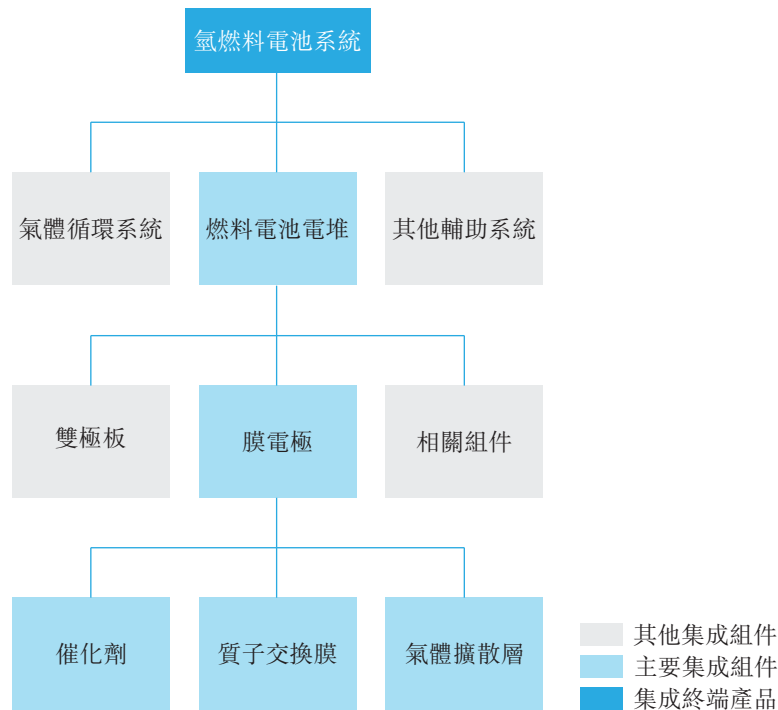 氫燃料電池系統
氣體循環系統
燃料電池電堆
其他輔助系統
雙極板
膜電極
相關組件
催化劑
質子交換膜
氣體擴散層
其他集成組件
主要集成組件
集成終端產品